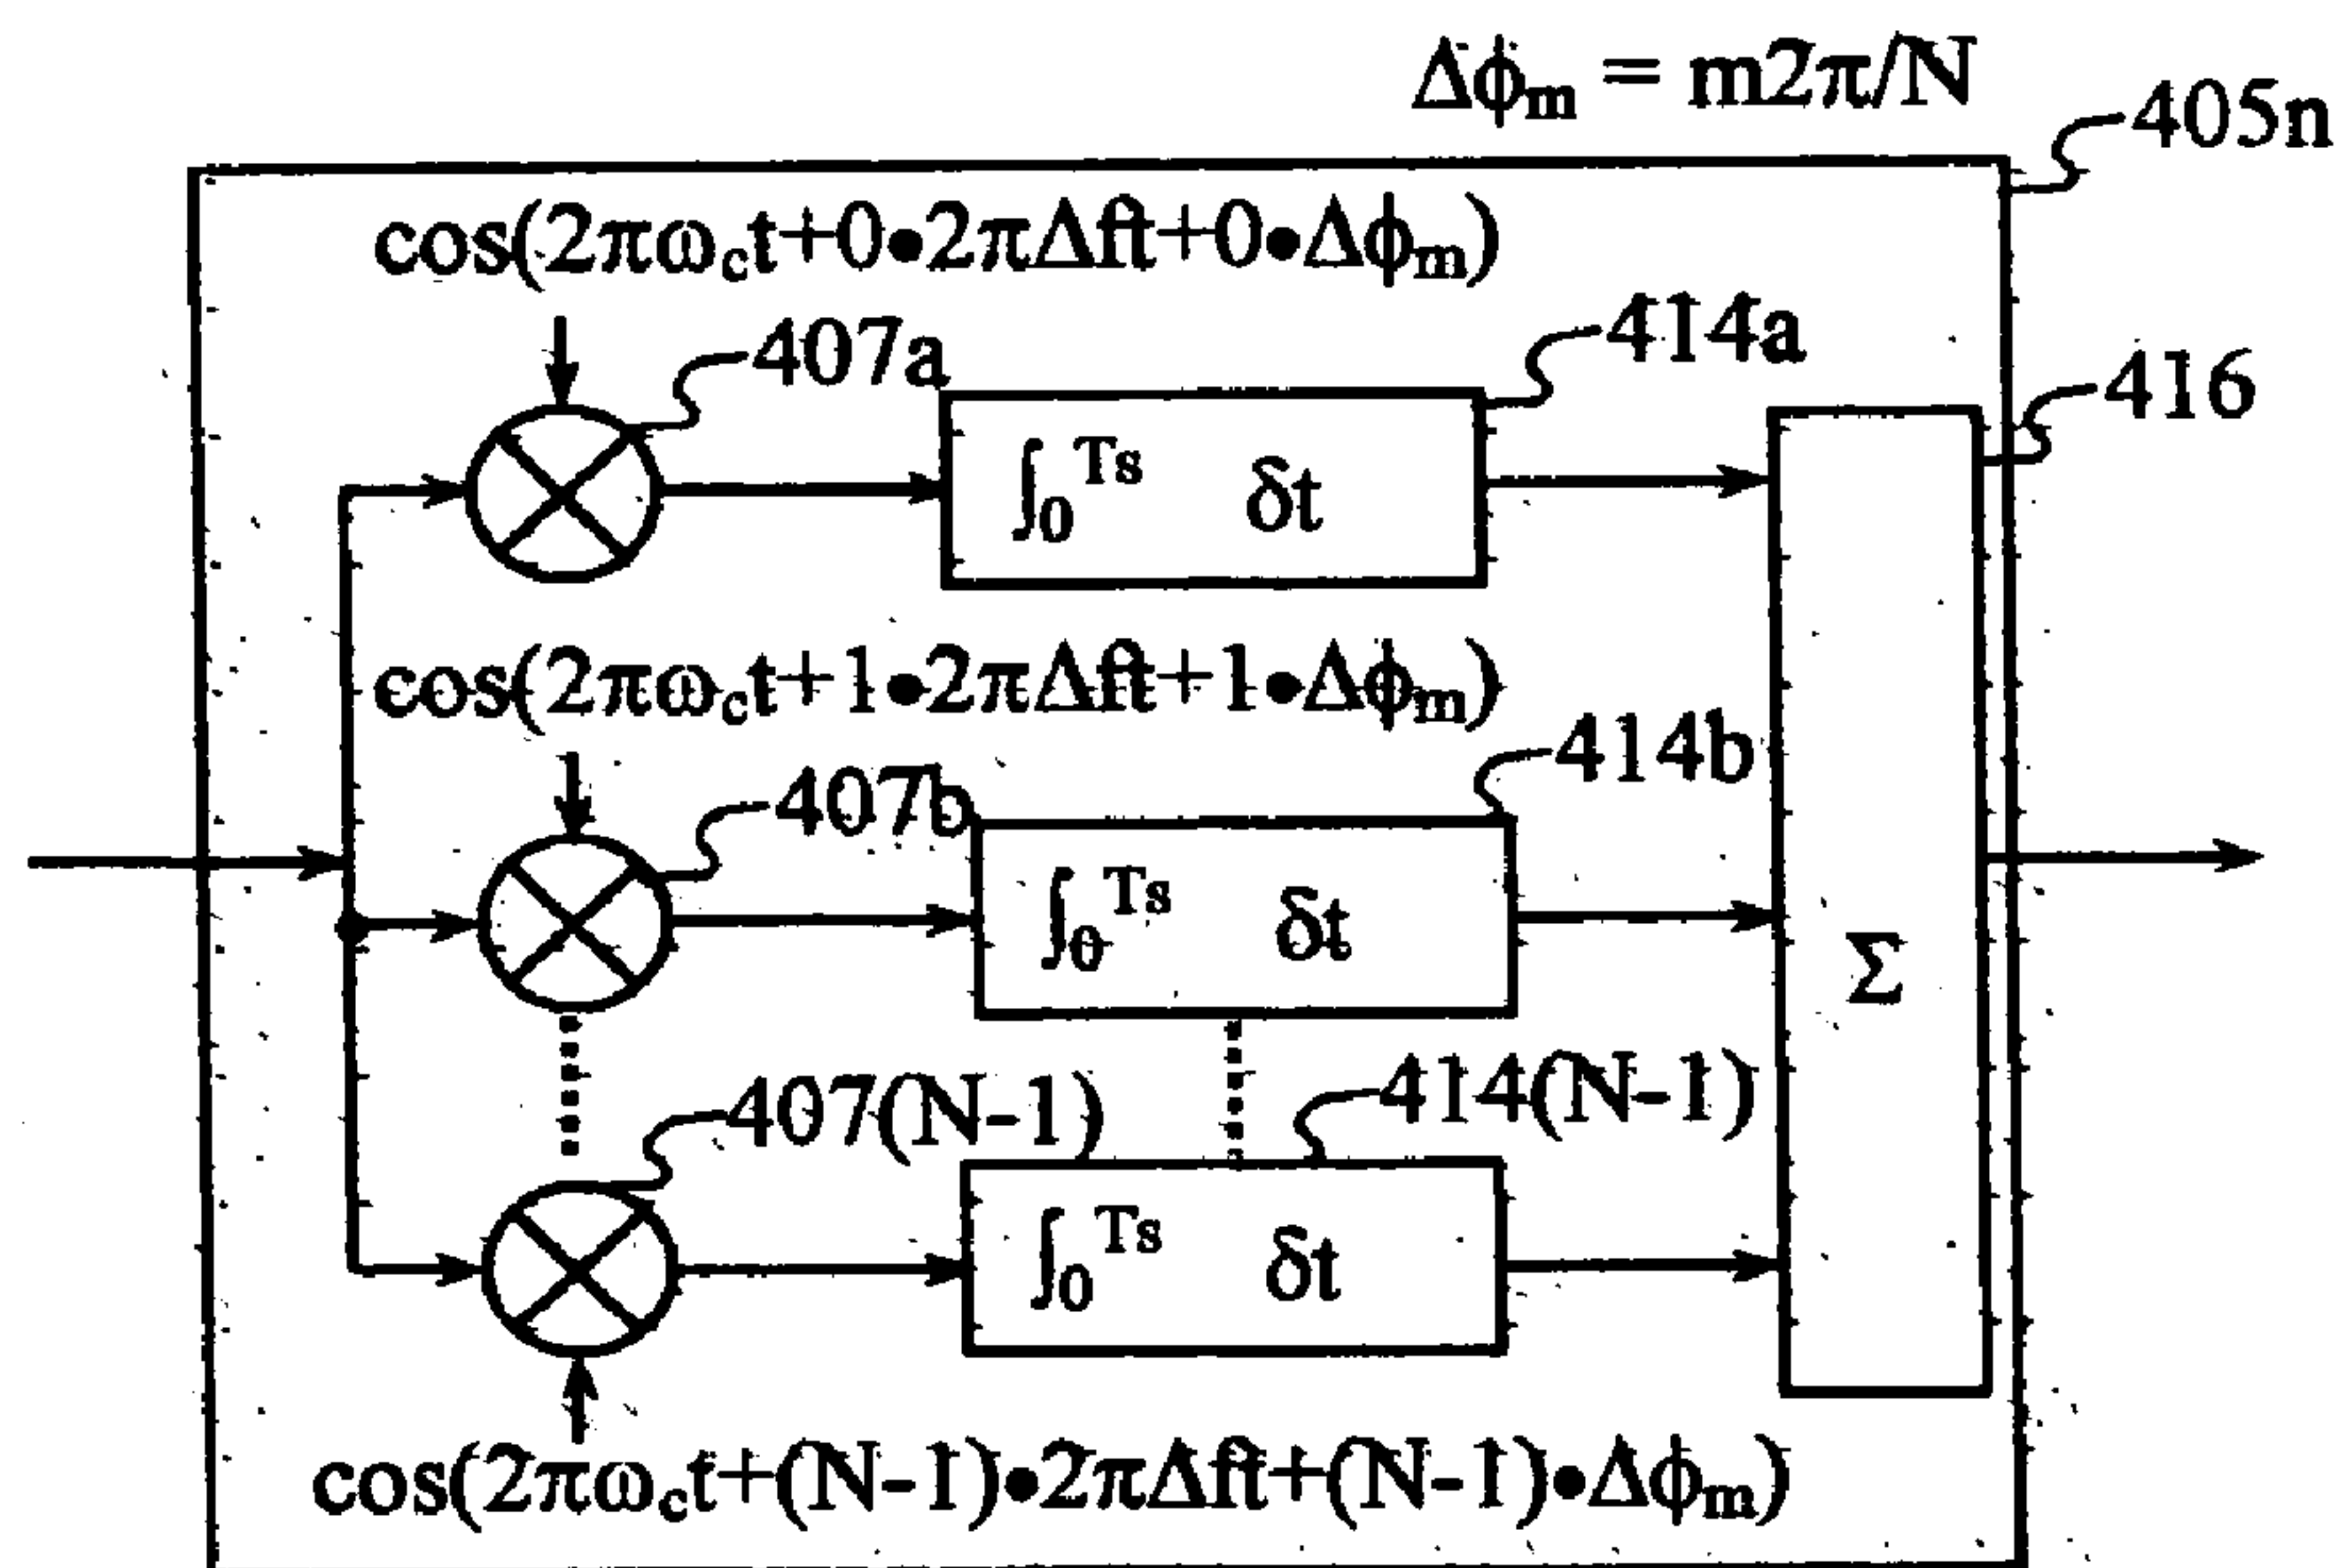 Δϕm = m2π/N
405n
cos(2πωct+0•2πΔft+0•Δϕm)
407a
414a
416
∫0Ts δt
cos(2πωct+1•2πΔft+1•Δϕm)
407b
414b
∫0Ts δt
Σ
407(N-1)
414(N-1)
∫0Ts δt
cos(2πωct+(N-1)•2πΔft+(N-1)•Δϕm)